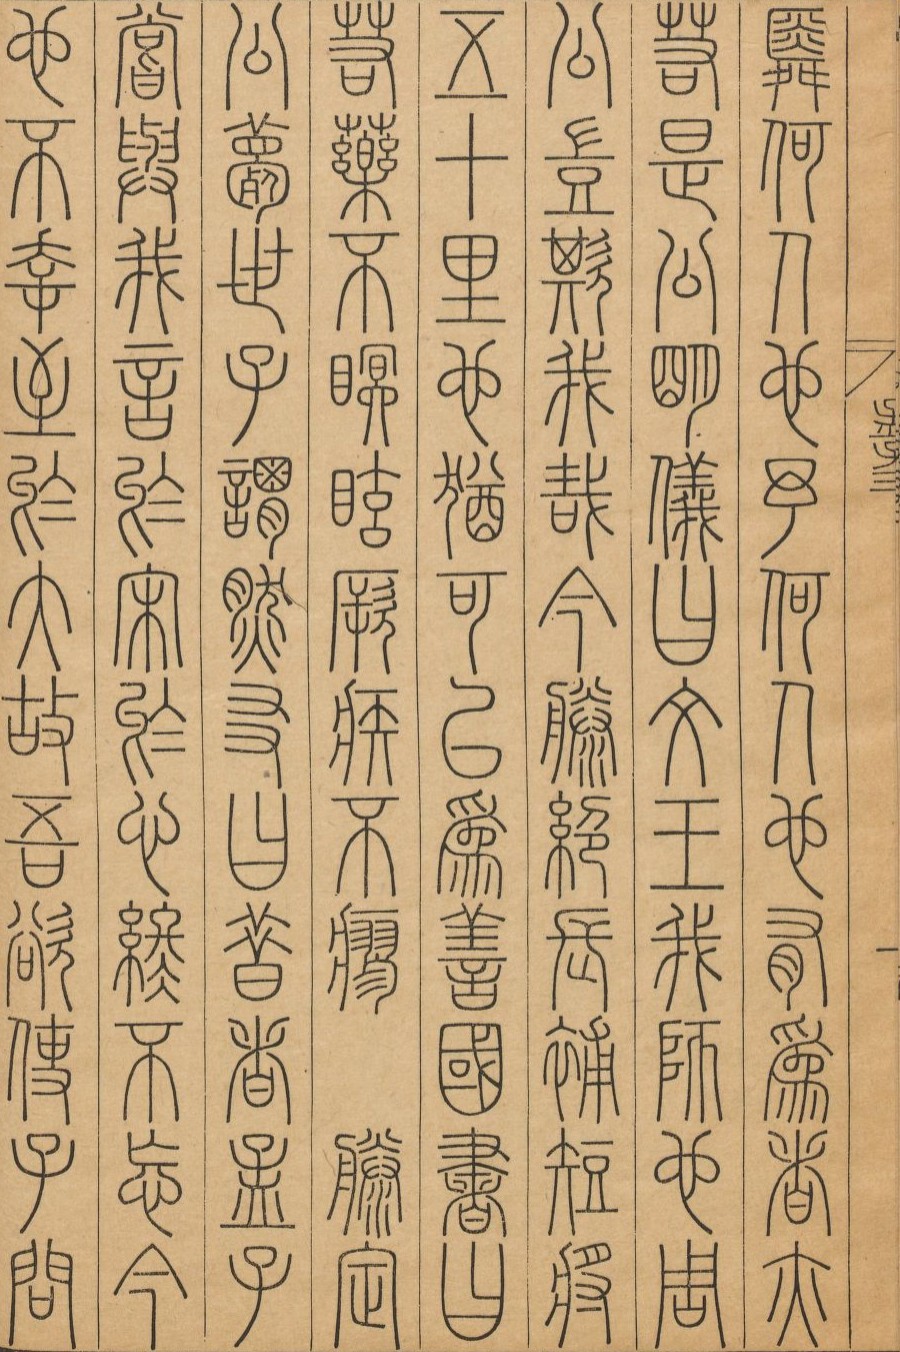 舜何人也予何人也有為者亦
若是公明儀曰文王我師也周
公豈欺我哉今滕絕長補短將
五十里也猶可以為善國書曰
若藥不瞑眩厥疾不瘳　滕定
公薨世子謂然友曰昔者孟子
嘗與我言於宋於心終不忘今
也不幸至於大故吾欲使子問